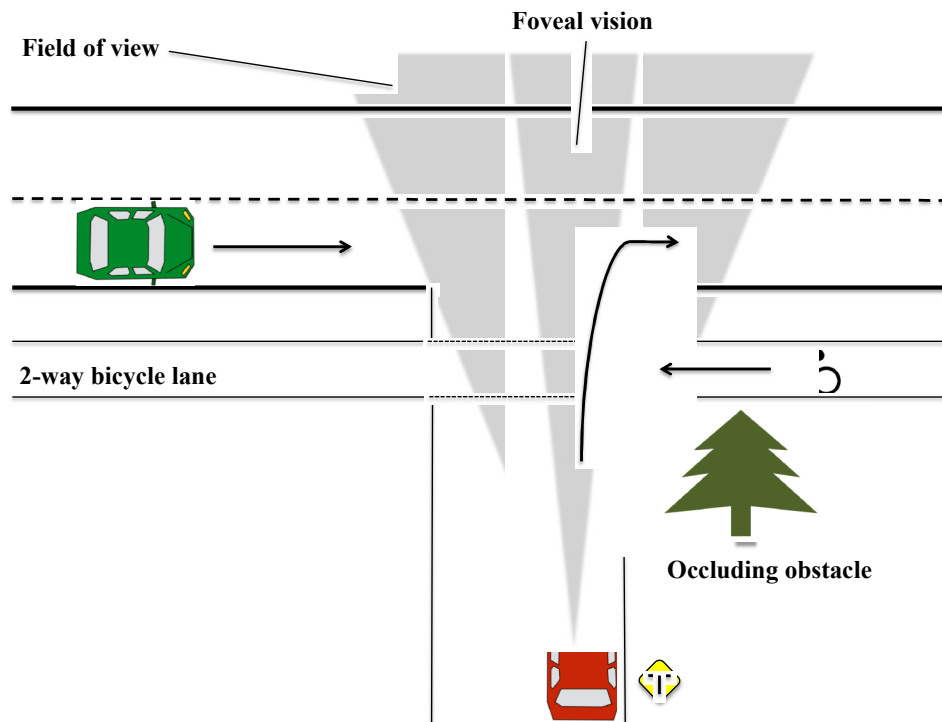 Foveal vision
Field of view
2-way bicycle lane
Occluding obstacle